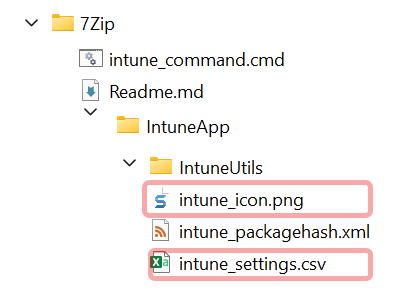 7Zip
intune_command.cmd
Readme.md
IntuneApp
IntuneUtils
intune_icon.png
intune_packagehash.xml
intune_settings.csv